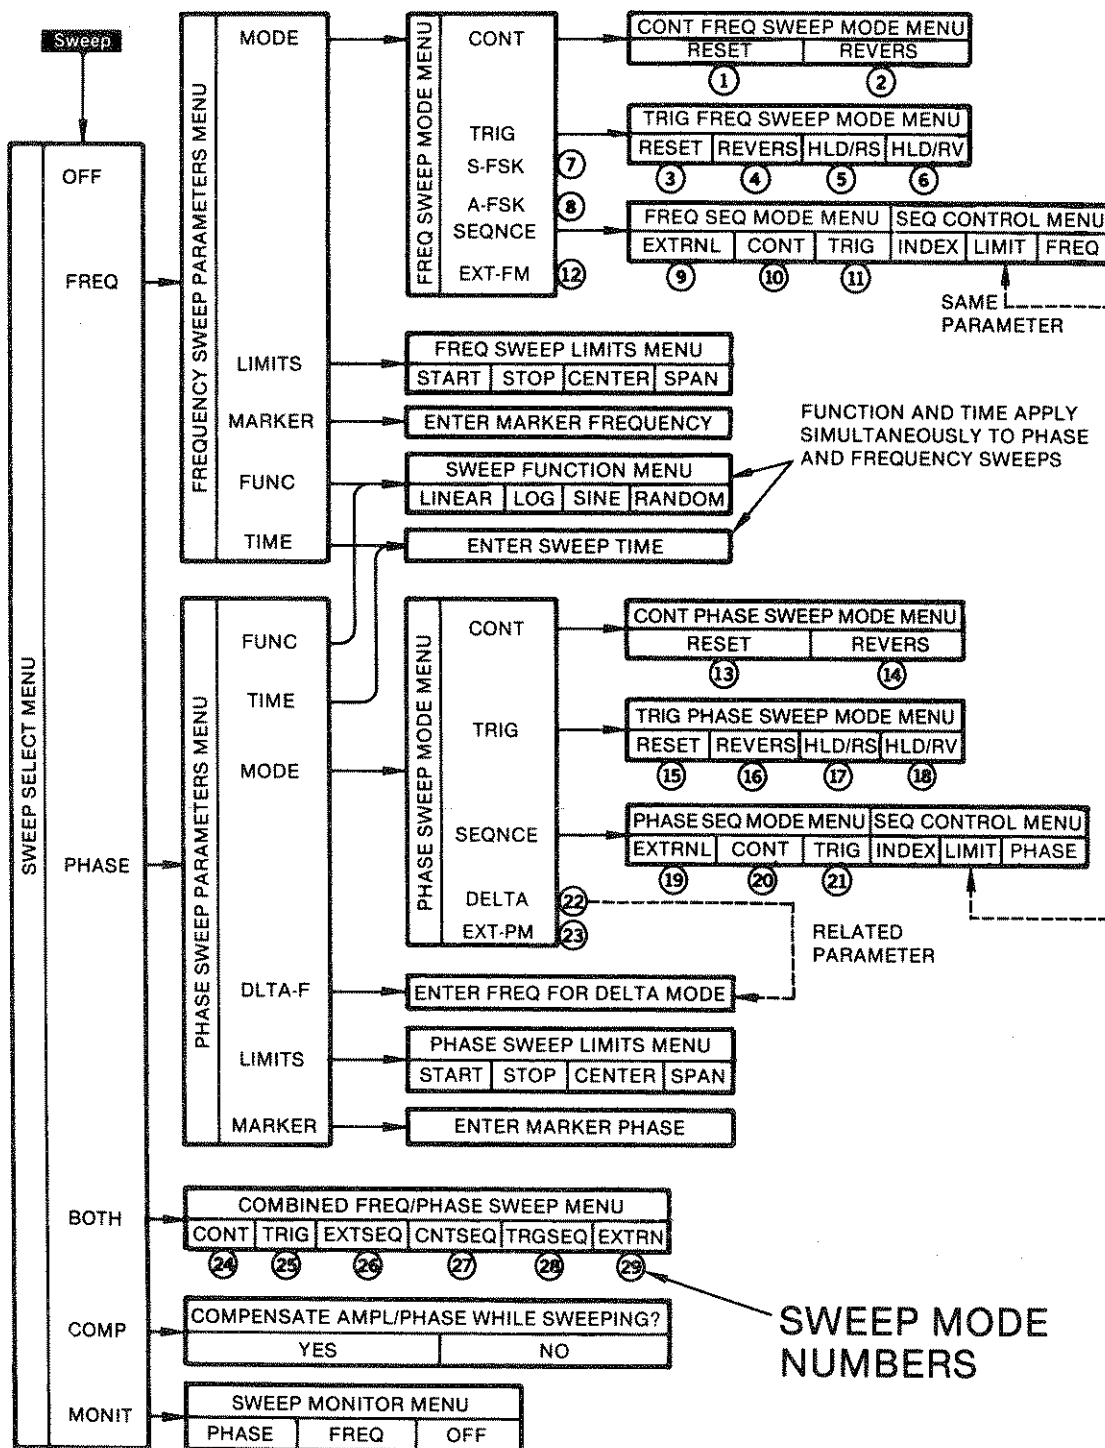 Sweep
SWEEP SELECT MENU
OFF
FREQ
PHASE
BOTH
COMP
MONIT
FREQUENCY SWEEP PARAMETERS MENU
MODE
LIMITS
MARKER
FUNC
TIME
FREQ SWEEP MODE MENU
CONT
TRIG
S-FSK 7
A-FSK 8
SEQNCE
EXT-FM 12
CONT FREQ SWEEP MODE MENU
RESET REVERS
1 2
TRIG FREQ SWEEP MODE MENU
RESET REVERS HLD/RS HLD/RV
3 4 5 6
FREQ SEQ MODE MENU SEQ CONTROL MENU
EXTRNL CONT TRIG INDEX LIMIT FREQ
9 10 11
SAME
PARAMETER
FREQ SWEEP LIMITS MENU
START STOP CENTER SPAN
ENTER MARKER FREQUENCY
SWEEP FUNCTION MENU
LINEAR LOG SINE RANDOM
ENTER SWEEP TIME
FUNCTION AND TIME APPLY
SIMULTANEOUSLY TO PHASE
AND FREQUENCY SWEEPS
PHASE SWEEP PARAMETERS MENU
FUNC
TIME
MODE
DLTA-F
LIMITS
MARKER
PHASE SWEEP MODE MENU
CONT
TRIG
SEQNCE
DELTA 22
EXT-PM 23
CONT PHASE SWEEP MODE MENU
RESET REVERS
13 14
TRIG PHASE SWEEP MODE MENU
RESET REVERS HLD/RS HLD/RV
15 16 17 18
PHASE SEQ MODE MENU SEQ CONTROL MENU
EXTRNL CONT TRIG INDEX LIMIT PHASE
19 20 21
RELATED
PARAMETER
ENTER FREQ FOR DELTA MODE
PHASE SWEEP LIMITS MENU
START STOP CENTER SPAN
ENTER MARKER PHASE
COMBINED FREQ/PHASE SWEEP MENU
CONT TRIG EXTSEQ CNTSEQ TRGSEQ EXTRN
24 25 26 27 28 29
SWEEP MODE
NUMBERS
COMPENSATE AMPL/PHASE WHILE SWEEPING?
YES NO
SWEEP MONITOR MENU
PHASE FREQ OFF